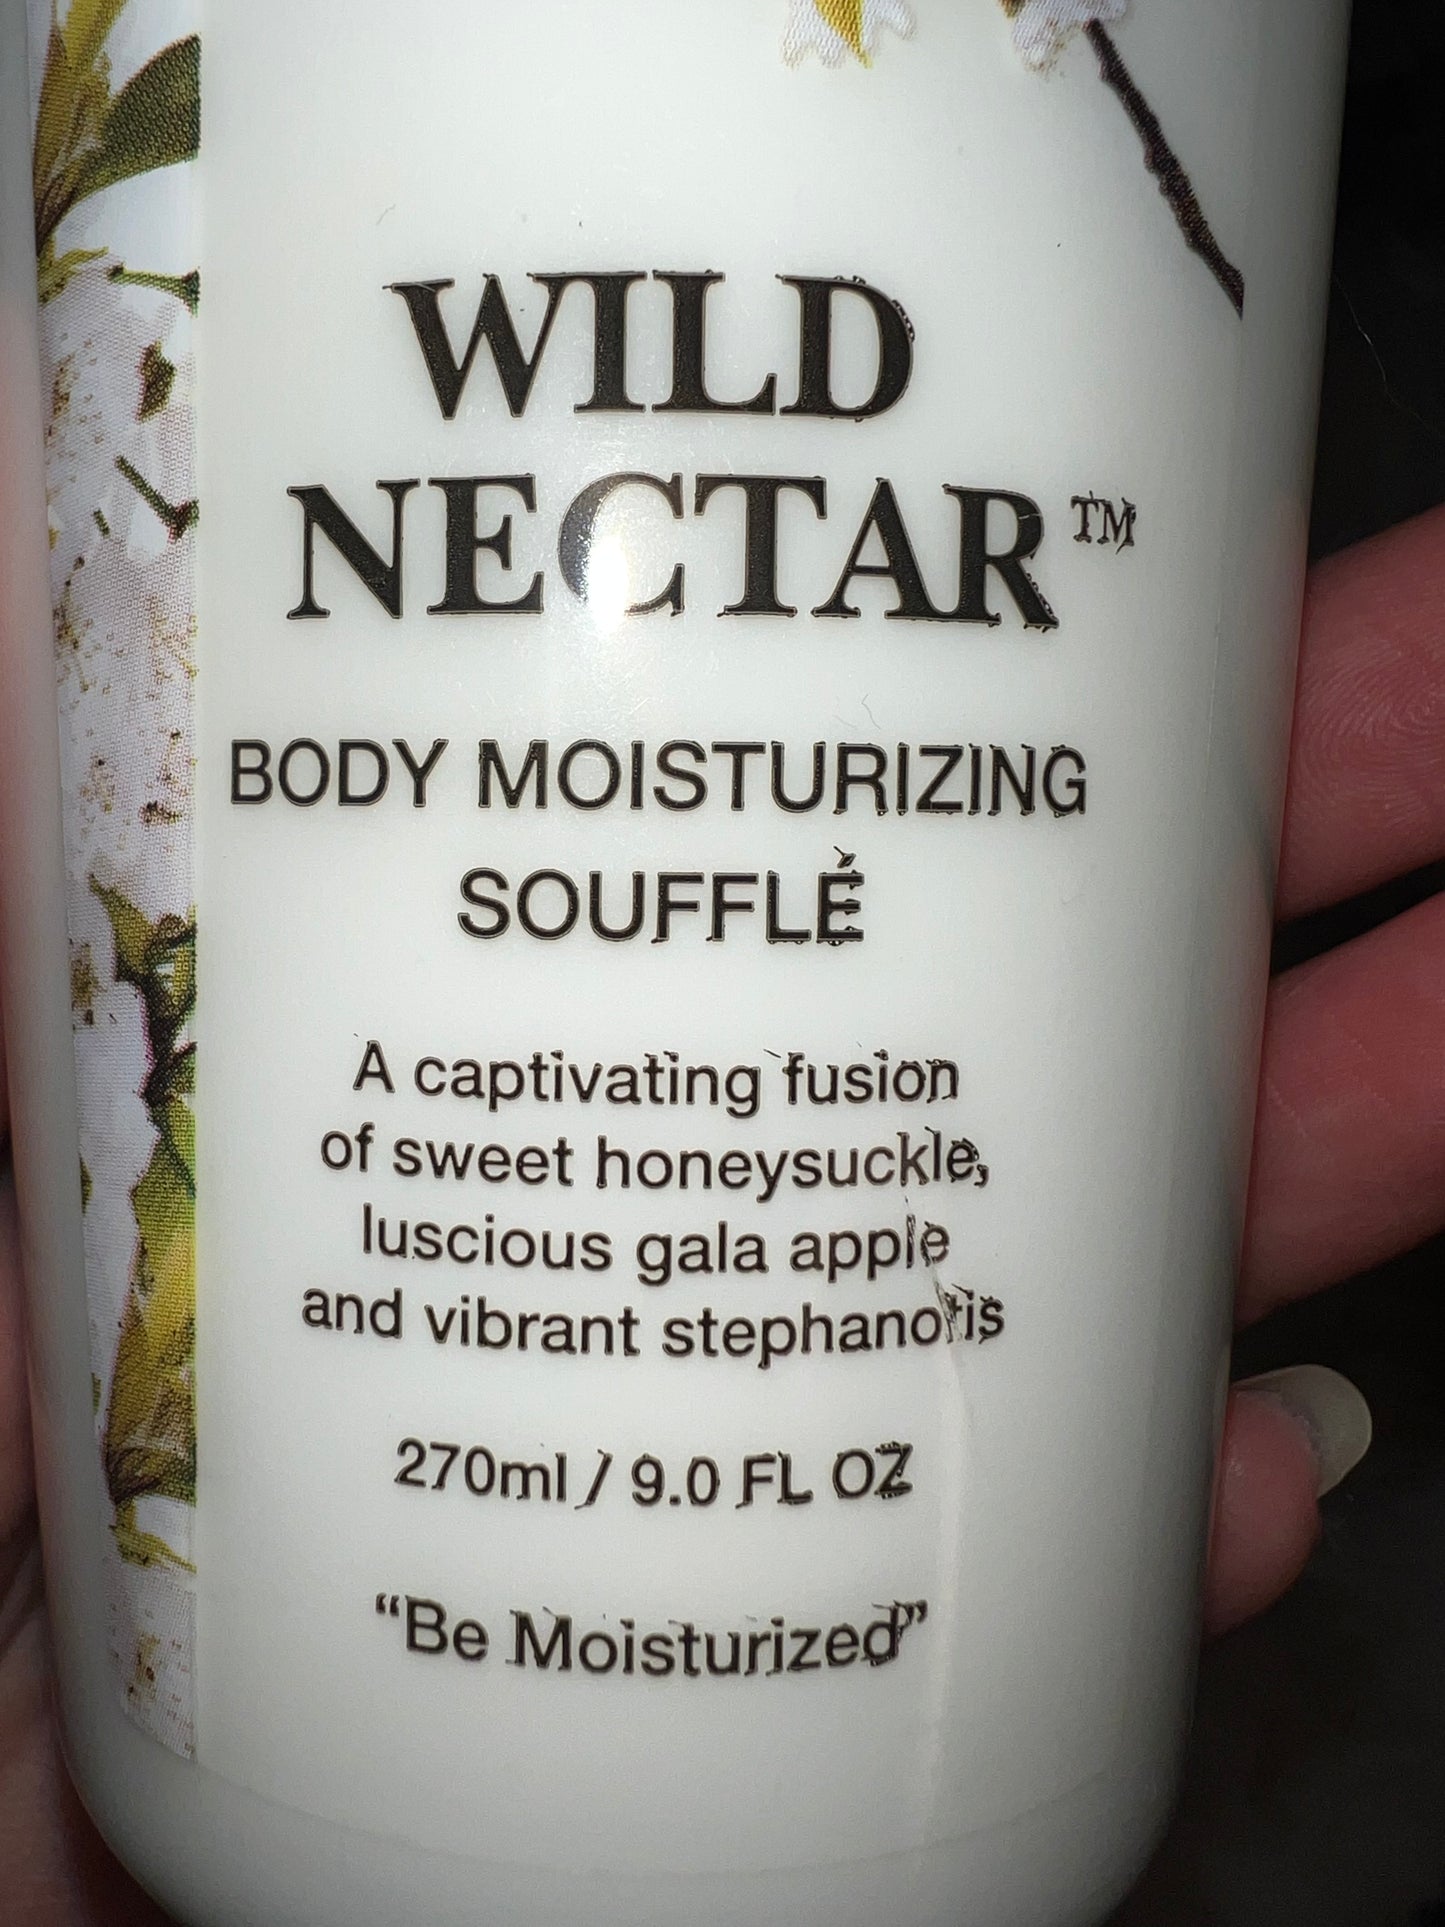 WILD
NECTAR™
BODY MOISTURIZING
SOUFFLÉ
A captivating fusion
of sweet honeysuckle,
luscious gala apple
and vibrant stephanotis
270ml / 9.0 FL OZ
“Be Moisturized”